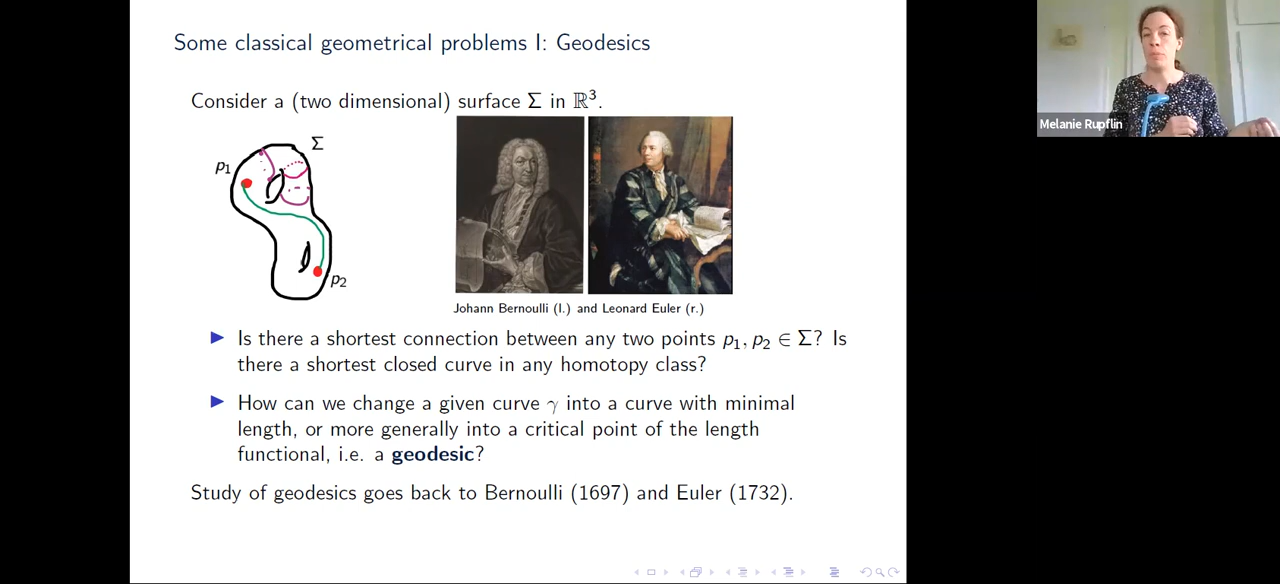 Some classical geometrical problems I: Geodesics
Melanie Rupflin
Consider a (two dimensional) surface Σ in ℝ³.
Σ
p₁
p₂
Johann Bernoulli (l.) and Leonard Euler (r.)
Is there a shortest connection between any two points p₁, p₂ ∈ Σ? Is
there a shortest closed curve in any homotopy class?
How can we change a given curve γ into a curve with minimal
length, or more generally into a critical point of the length
functional, i.e. a geodesic?
Study of geodesics goes back to Bernoulli (1697) and Euler (1732).